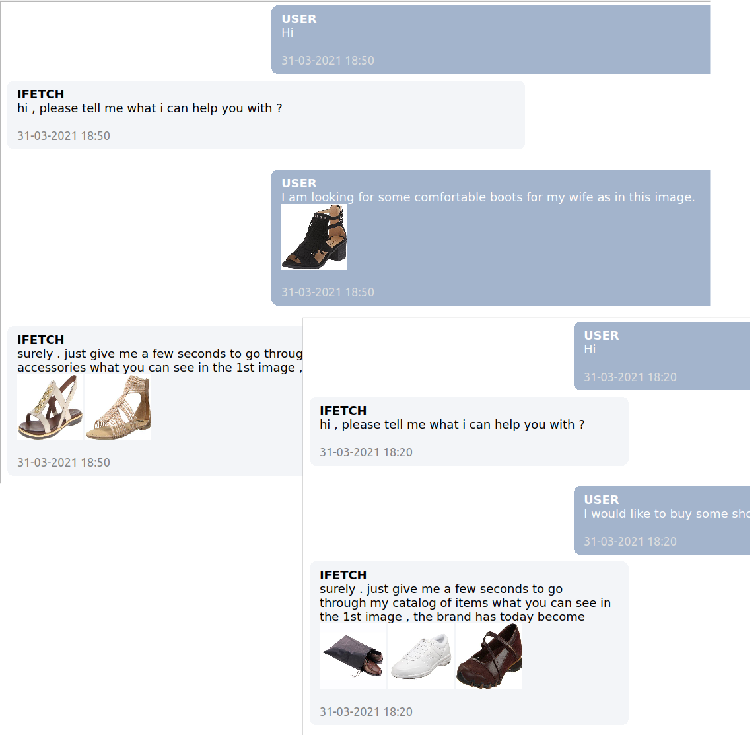 USER
Hi
31-03-2021 18:50
IFETCH
hi , please tell me what i can help you with ?
31-03-2021 18:50
USER
I am looking for some comfortable boots for my wife as in this image.
31-03-2021 18:50
IFETCH
surely . just give me a few seconds to go
accessories what you can see in the 1st image ,
31-03-2021 18:50
USER
Hi
31-03-2021 18:20
IFETCH
hi , please tell me what i can help you with ?
31-03-2021 18:20
USER
I would like to buy some
31-03-2021 18:20
IFETCH
surely . just give me a few seconds to go
through my catalog of items what you can see in
the 1st image , the brand has today become
31-03-2021 18:20